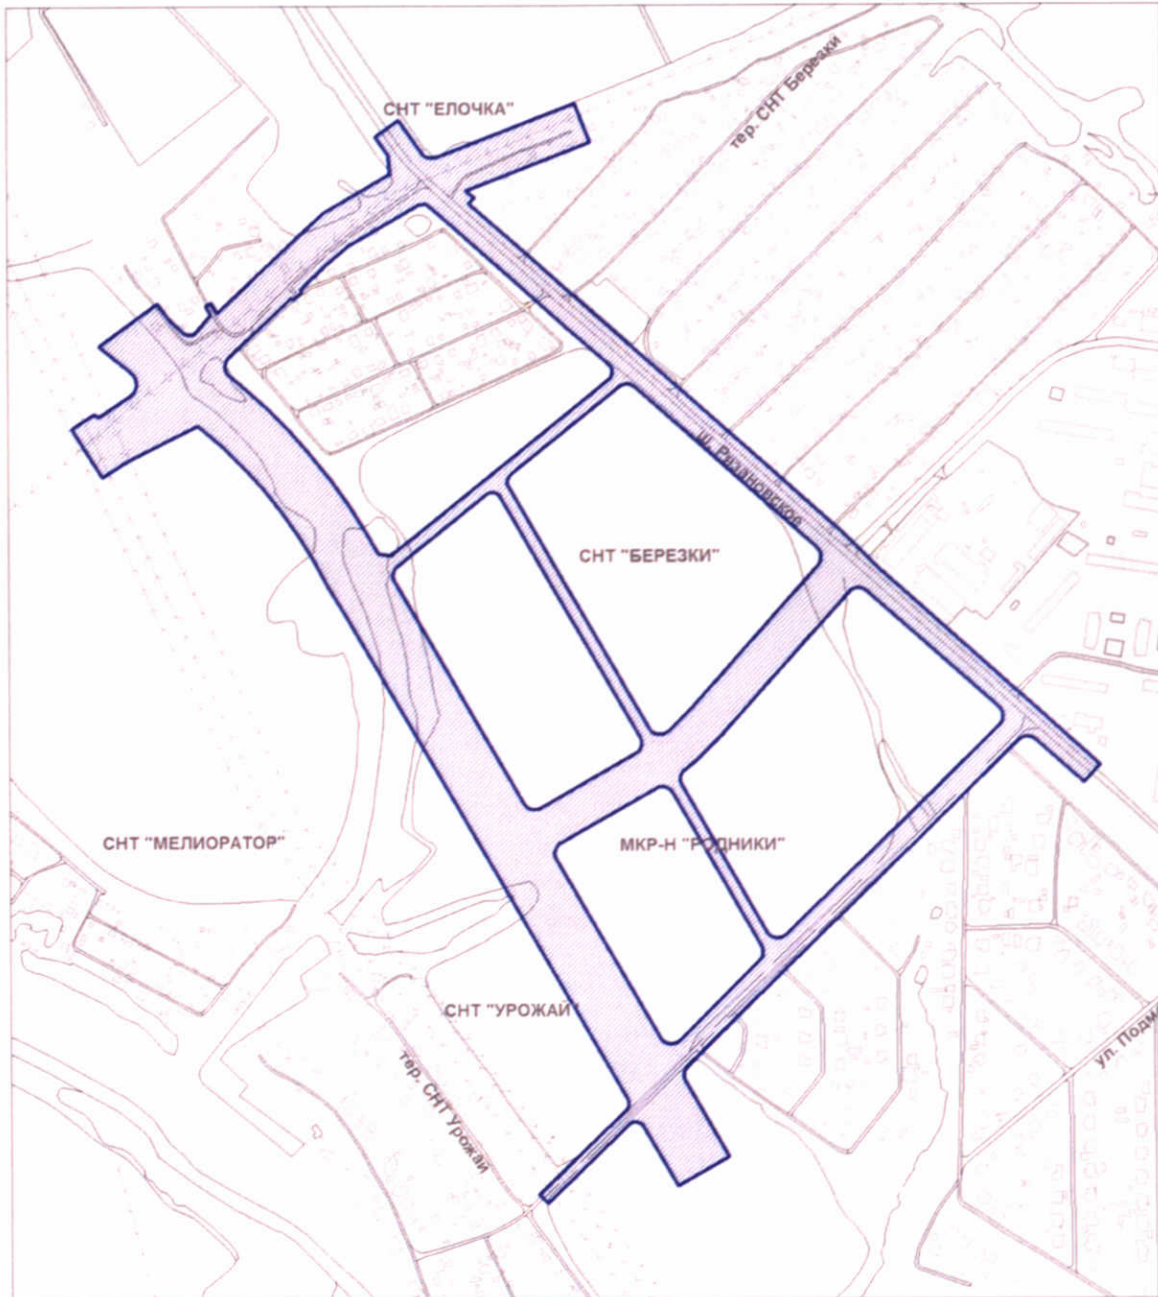 СНТ "ЕЛОЧКА"
тер. СНТ Березки
ш. Рязановское
СНТ "БЕРЕЗКИ"
СНТ "МЕЛИОРАТОР"
МКР-Н "РОДНИКИ"
СНТ "УРОЖАЙ"
тер. СНТ Урожай
ул. Подм